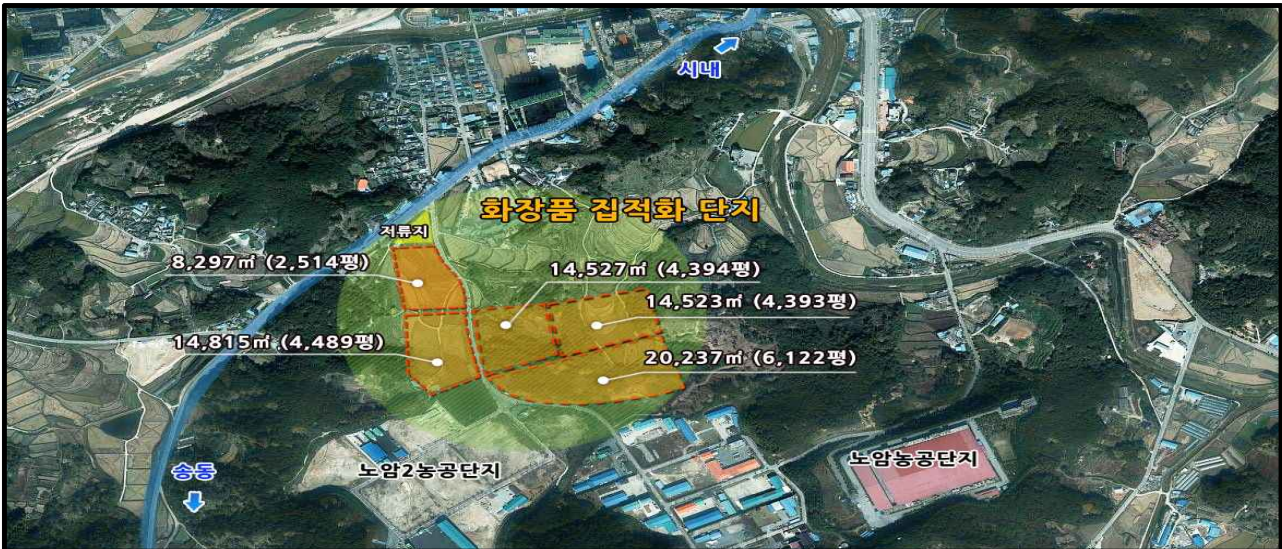 시내
화장품 집적화 단지
저류지
8,297㎡ (2,514평)
14,527㎡ (4,394평)
14,523㎡ (4,393평)
14,815㎡ (4,489평)
20,237㎡ (6,122평)
송동
노암2농공단지
노암농공단지